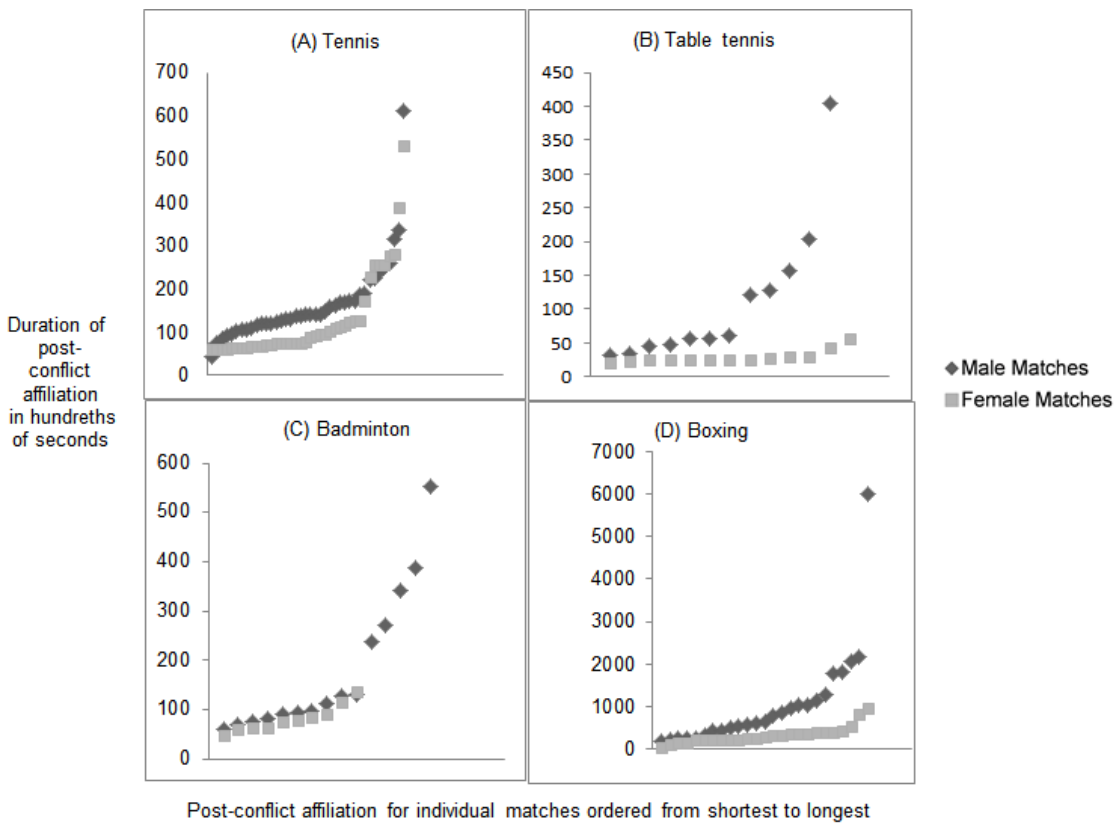 (A) Tennis
700
600
500
400
300
200
100
0
(B) Table tennis
450
400
350
300
250
200
150
100
50
0
Duration of
post-
conflict
affiliation
in hundreths
of seconds
Male Matches
Female Matches
(C) Badminton
600
500
400
300
200
100
0
(D) Boxing
7000
6000
5000
4000
3000
2000
1000
0
Post-conflict affiliation for individual matches ordered from shortest to longest